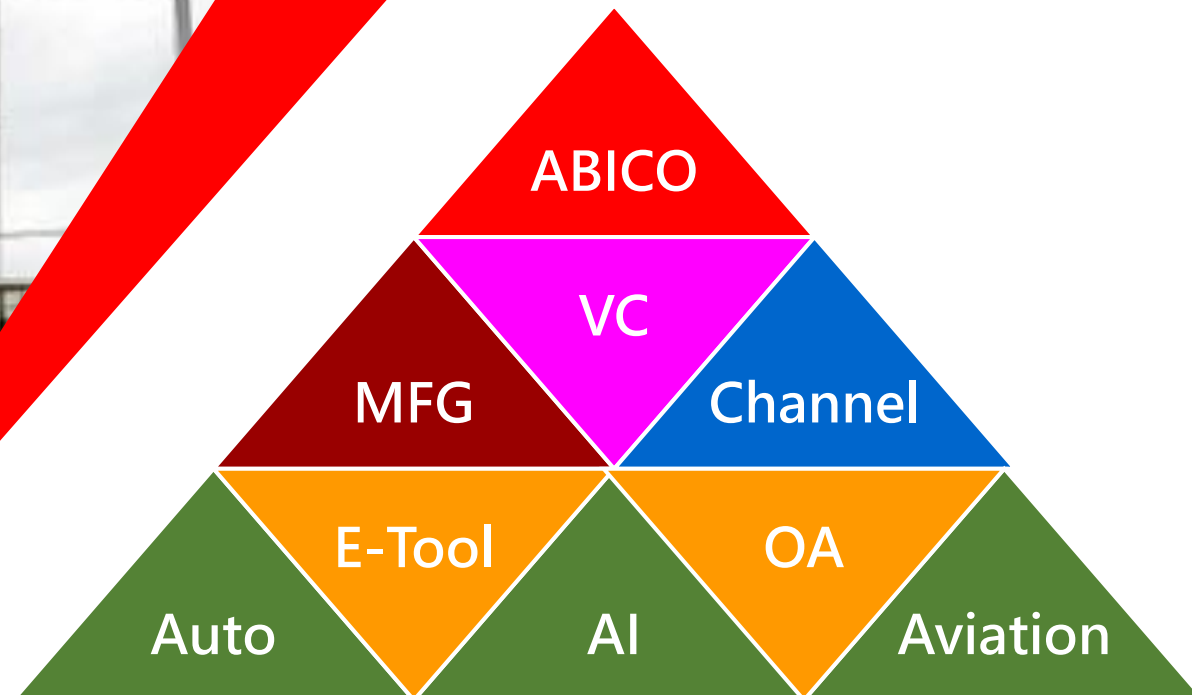 ABICO
VC
MFG
Channel
E-Tool
OA
Auto
AI
Aviation